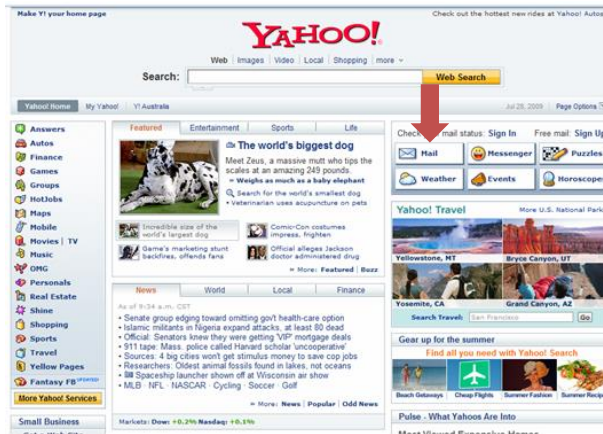 Make Y! your home page
Check out the hottest new rides at Yahoo! Autos
YAHOO!
Web | Images | Video | Local | Shopping | more
Search:
Web Search
Yahoo! Home My Yahoo! Y! Australia
Jul 28, 2009 | Page Options
Answers
Autos
Finance
Games
Groups
HotJobs
Maps
Mobile
Movies | TV
Music
OMG
Personals
Real Estate
Shine
Shopping
Sports
Travel
Yellow Pages
Fantasy FB UPDATED!
More Yahoo! Services
Small Business
Featured Entertainment Sports Life
The world's biggest dog
Meet Zeus, a massive mutt who tips the
scales at an amazing 249 pounds.
» Weighs as much as a baby elephant
Search for the world's smallest dog
• Veterinarian uses acupuncture on pets
Incredible size of the
world's largest dog
Comic-Con costumes
impress, frighten
Game's marketing stunt
backfires, offends fans
Official alleges Jackson
doctor administered drug
» More: Featured | Buzz
News World Local Finance
As of 9:34 a.m. CST
• Senate group edging toward omitting gov't health-care option
• Islamic militants in Nigeria expand attacks, at least 80 dead
• Official: Senators knew they were getting 'VIP' mortgage deals
• 911 tape: Mass. police called Harvard scholar 'uncooperative'
• Sources: 4 big cities won't get stimulus money to save cop jobs
• Researchers: Oldest animal fossils found in lakes, not oceans
• Spaceship launcher shown off at Wisconsin air show
• MLB · NFL · NASCAR · Cycling · Soccer · Golf
» More: News | Popular | Odd News
Markets: Dow: +0.2% Nasdaq: +0.1%
Check mail status: Sign In Free mail: Sign Up
Mail Messenger Puzzles
Weather Events Horoscopes
Yahoo! Travel More U.S. National Park
Yellowstone, MT Bryce Canyon, UT
Yosemite, CA Grand Canyon, AZ
Search Travel: San Francisco Go
Gear up for the summer
Find all you need with Yahoo! Search
Beach Getaways Cheap Flights Summer Fashion Summer Recip
Pulse - What Yahoos Are Into
Most Viewed Expensive Homes